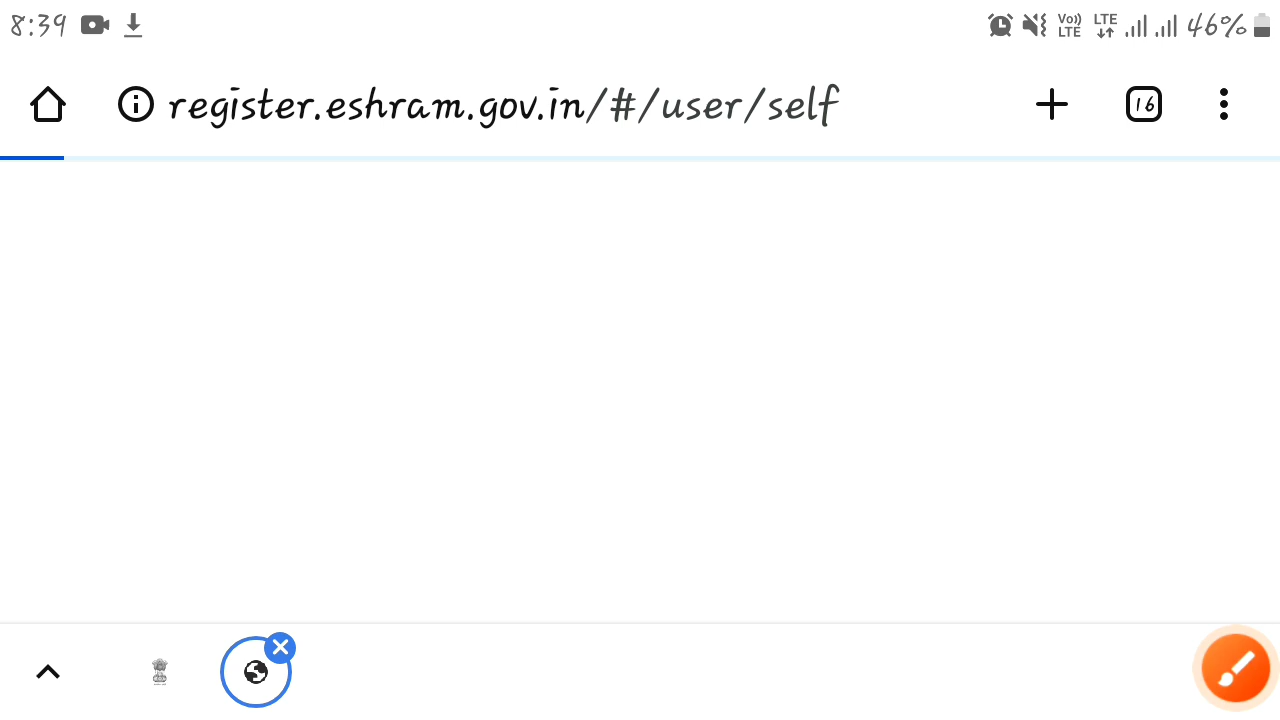 8:39 Vo)) LTE LTE 46%
register.eshram.gov.in/#/user/self 16